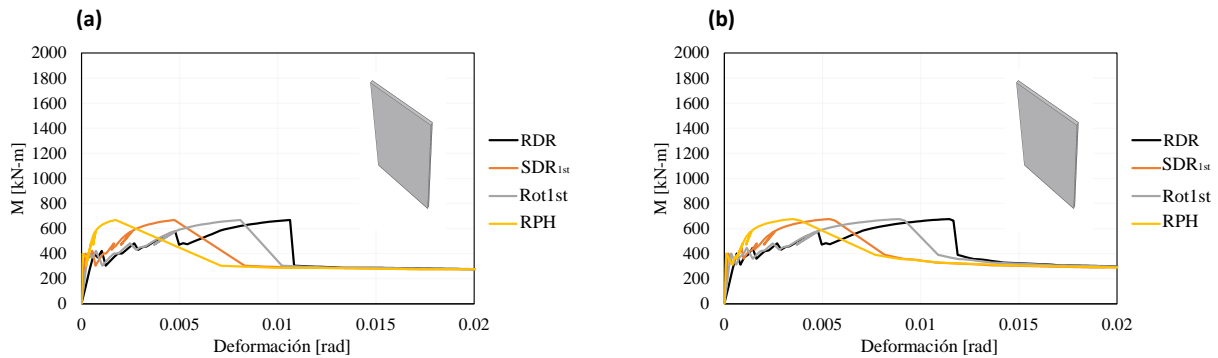 (a)
2000
1800
1600
1400
1200
1000
800
600
400
200
0
M [kN-m]
0 0.005 0.01 0.015 0.02
Deformación [rad]
RDR
SDR1st
Rot1st
RPH
(b)
2000
1800
1600
1400
1200
1000
800
600
400
200
0
M [kN-m]
0 0.005 0.01 0.015 0.02
Deformación [rad]
RDR
SDR1st
Rot1st
RPH